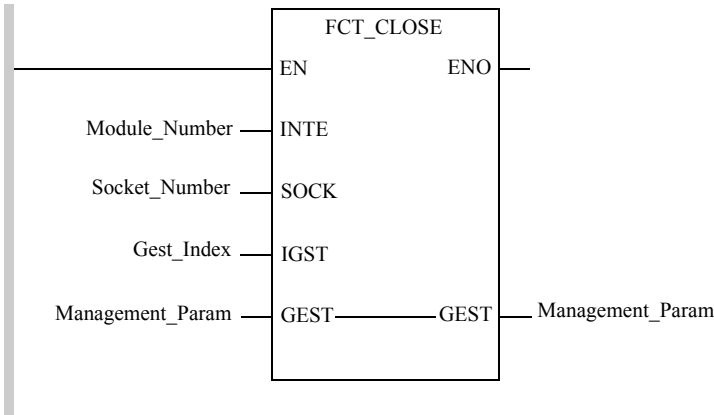 FCT_CLOSE
EN ENO
Module_Number INTE
Socket_Number SOCK
Gest_Index IGST
Management_Param GEST GEST Management_Param